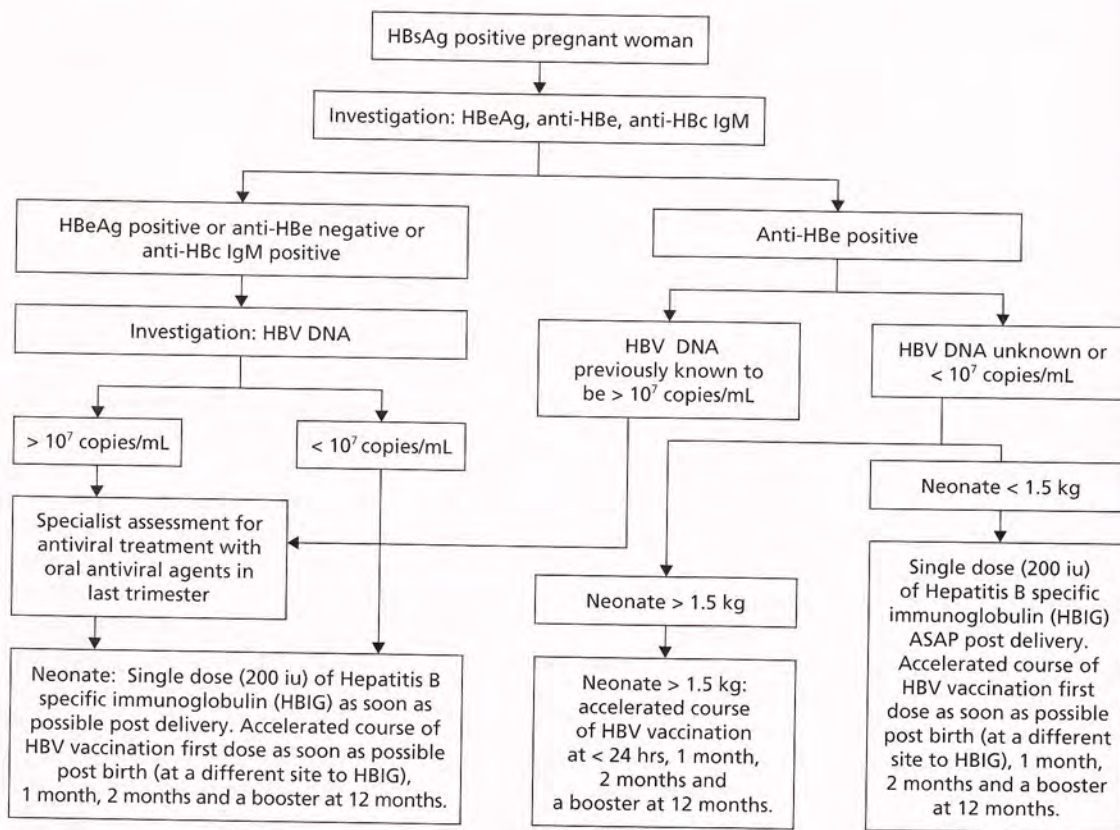 HBsAg positive pregnant woman
Investigation: HBeAg, anti-HBe, anti-HBc IgM
HBeAg positive or anti-HBe negative or
anti-HBc IgM positive
Anti-HBe positive
Investigation: HBV DNA
HBV DNA
previously known to
be > 10⁷ copies/mL
HBV DNA unknown or
< 10⁷ copies/mL
> 10⁷ copies/mL
< 10⁷ copies/mL
Neonate < 1.5 kg
Specialist assessment for
antiviral treatment with
oral antiviral agents in
last trimester
Neonate > 1.5 kg
Single dose (200 iu)
of Hepatitis B specific
immunoglobulin (HBIG)
ASAP post delivery.
Accelerated course of
HBV vaccination first
dose as soon as possible
post birth (at a different
site to HBIG), 1 month,
2 months and a booster
at 12 months.
Neonate: Single dose (200 iu) of Hepatitis B
specific immunoglobulin (HBIG) as soon as
possible post delivery. Accelerated course of
HBV vaccination first dose as soon as possible
post birth (at a different site to HBIG),
1 month, 2 months and a booster at 12 months.
Neonate > 1.5 kg:
accelerated course
of HBV vaccination
at < 24 hrs, 1 month,
2 months and
a booster at 12 months.